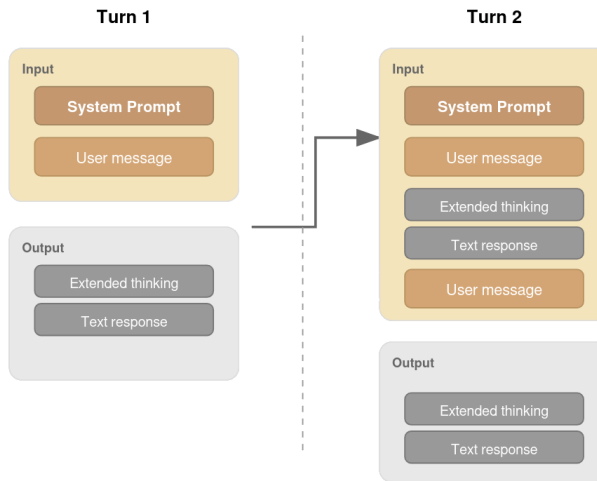 Turn 1
Input
System Prompt
User message
Output
Extended thinking
Text response
Turn 2
Input
System Prompt
User message
Extended thinking
Text response
User message
Output
Extended thinking
Text response